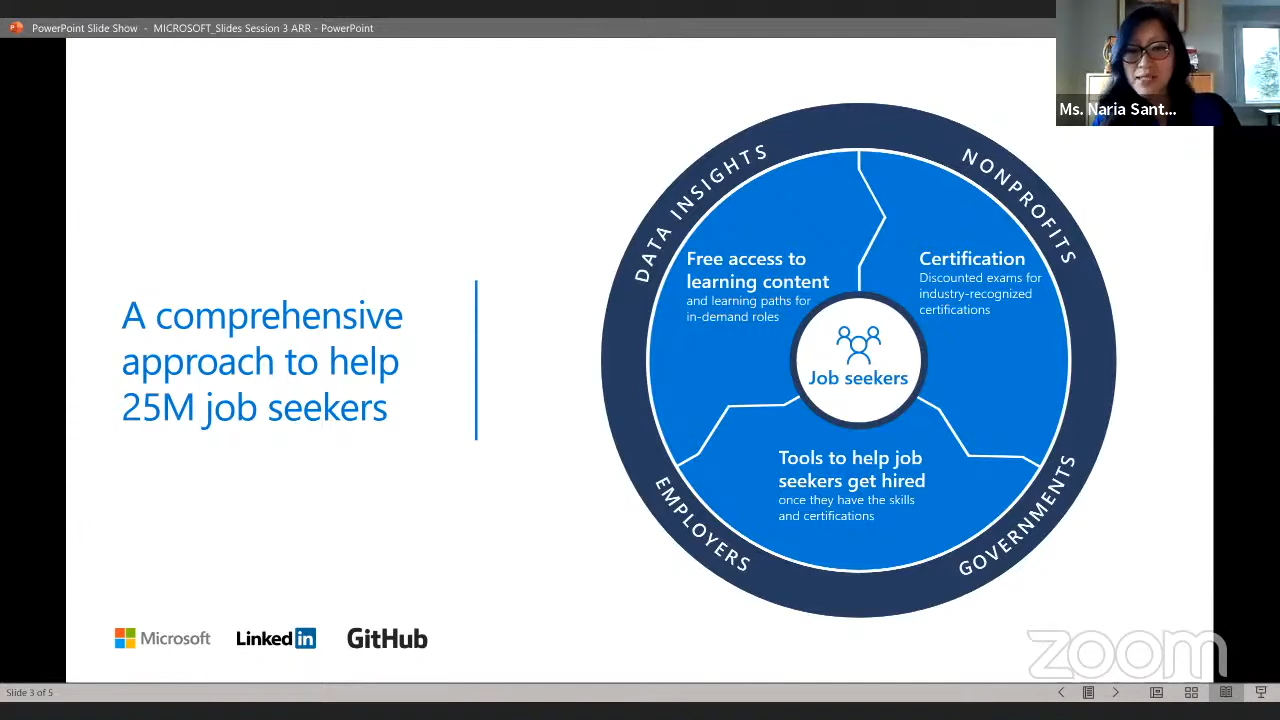 PowerPoint Slide Show - MICROSOFT_Slides Session 3 ARR - PowerPoint
Ms. Naria Sant...
A comprehensive
approach to help
25M job seekers
DATA INSIGHTS
NONPROFITS
Free access to
learning content
and learning paths for
in-demand roles
Certification
Discounted exams for
industry-recognized
certifications
Job seekers
Tools to help job
seekers get hired
once they have the skills
and certifications
EMPLOYERS
GOVERNMENTS
Microsoft
Linked in
GitHub
zoom
Slide 3 of 5